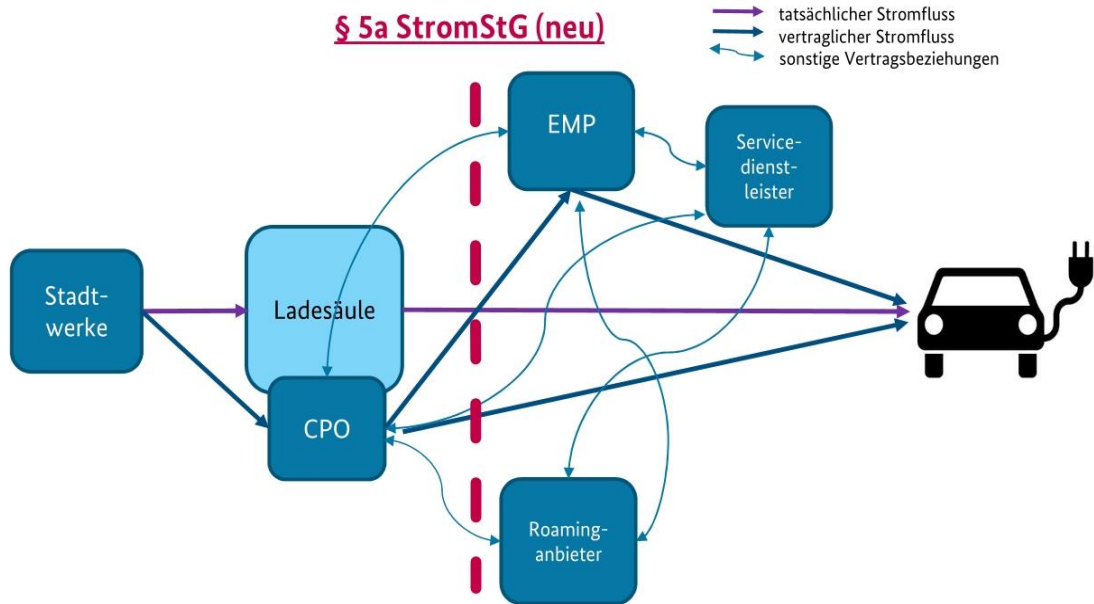 § 5a StromStG (neu)
tatsächlicher Stromfluss
vertraglicher Stromfluss
sonstige Vertragsbeziehungen
EMP
Service-
dienst-
leister
Stadt-
werke
Ladesäule
CPO
Roaming-
anbieter